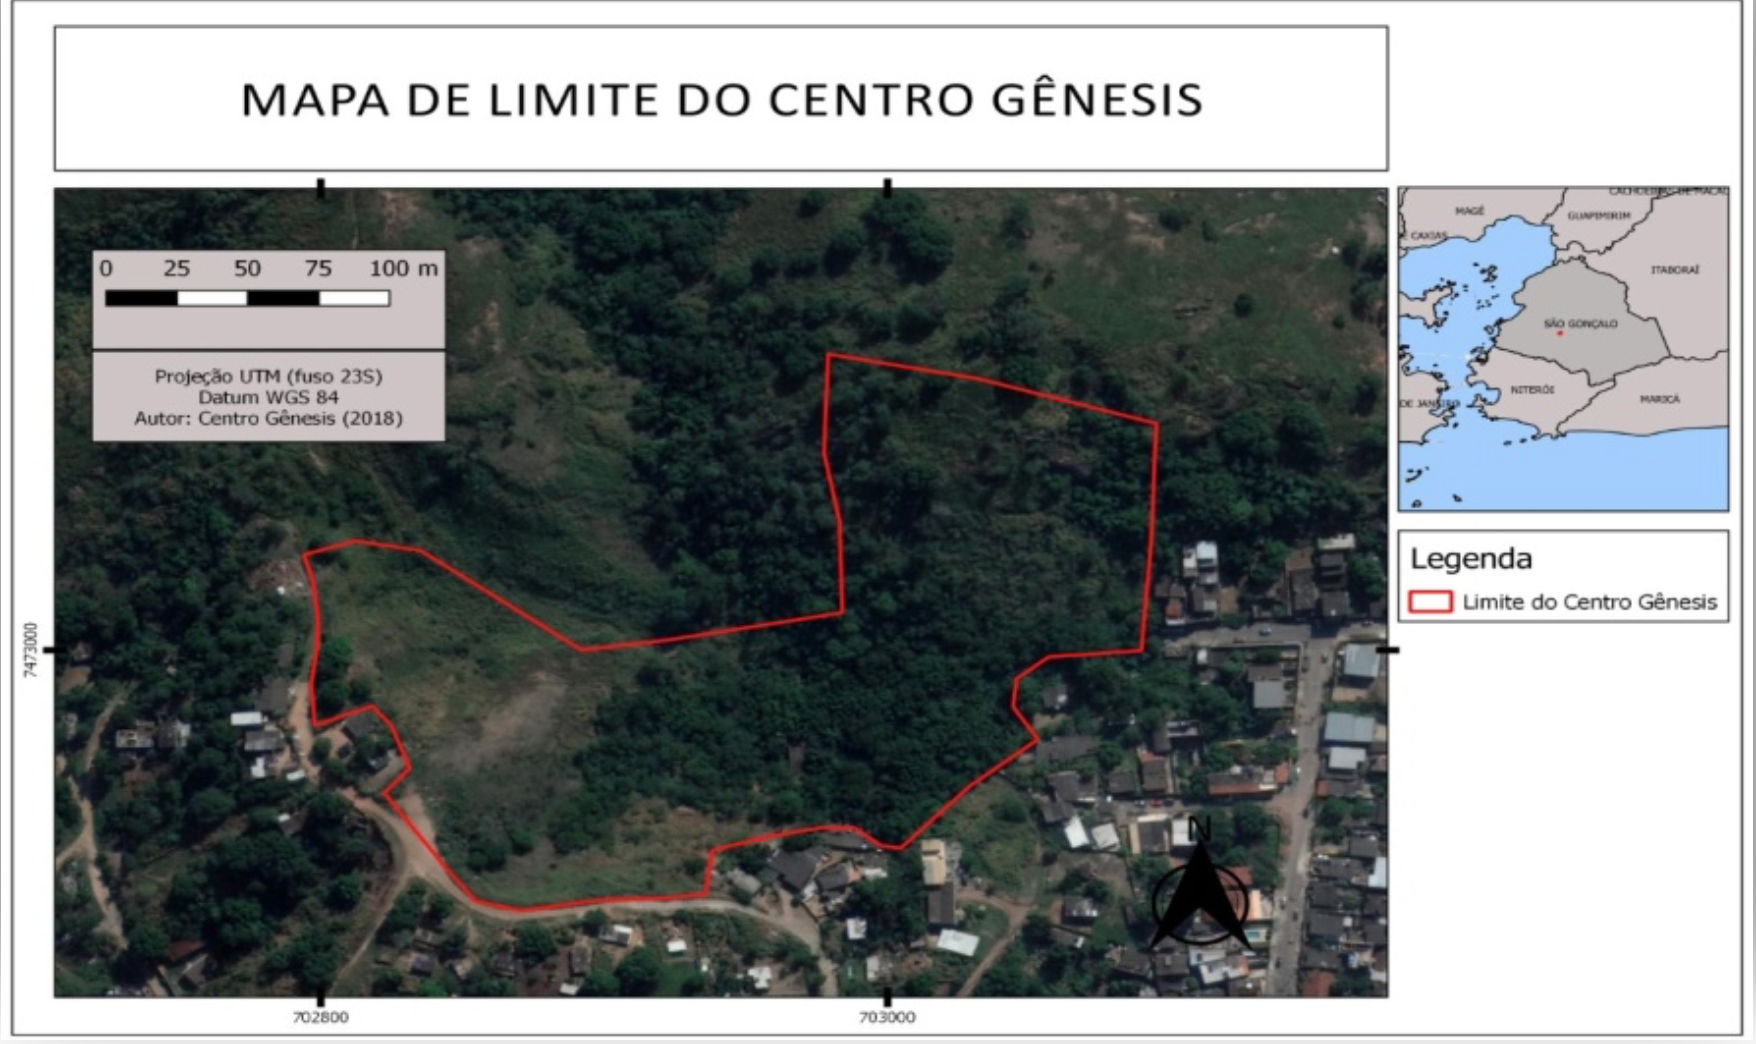 MAPA DE LIMITE DO CENTRO GÊNESIS
0 25 50 75 100 m
Projeção UTM (fuso 23S)
Datum WGS 84
Autor: Centro Gênesis (2018)
7473000
702800
703000
N
CACHOEIRAS DE MACAC
MAGÉ
GUAPIMIRIM
E CAXIAS
ITABORAÍ
SÃO GONÇALO
NITERÓI
DE JANEIRO
MARICÁ
Legenda
Limite do Centro Gênesis